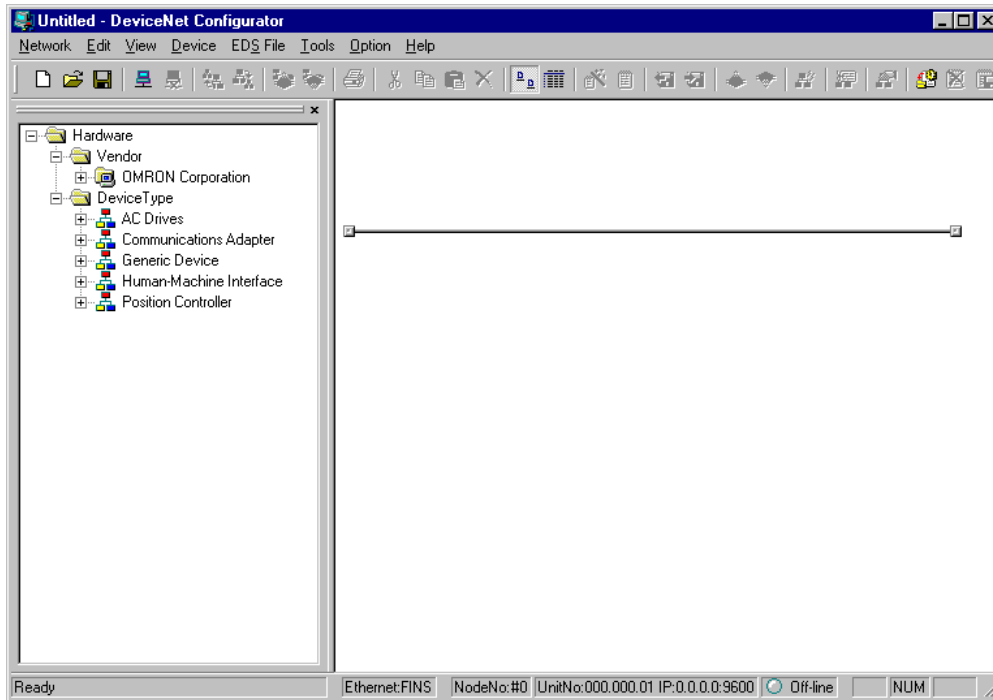 Untitled - DeviceNet Configurator
Network Edit View Device EDS File Tools Option Help
Hardware
Vendor
OMRON Corporation
DeviceType
AC Drives
Communications Adapter
Generic Device
Human-Machine Interface
Position Controller
Ready Ethernet:FINS NodeNo:#0 UnitNo:000.000.01 IP:0.0.0.0:9600 Off-line NUM